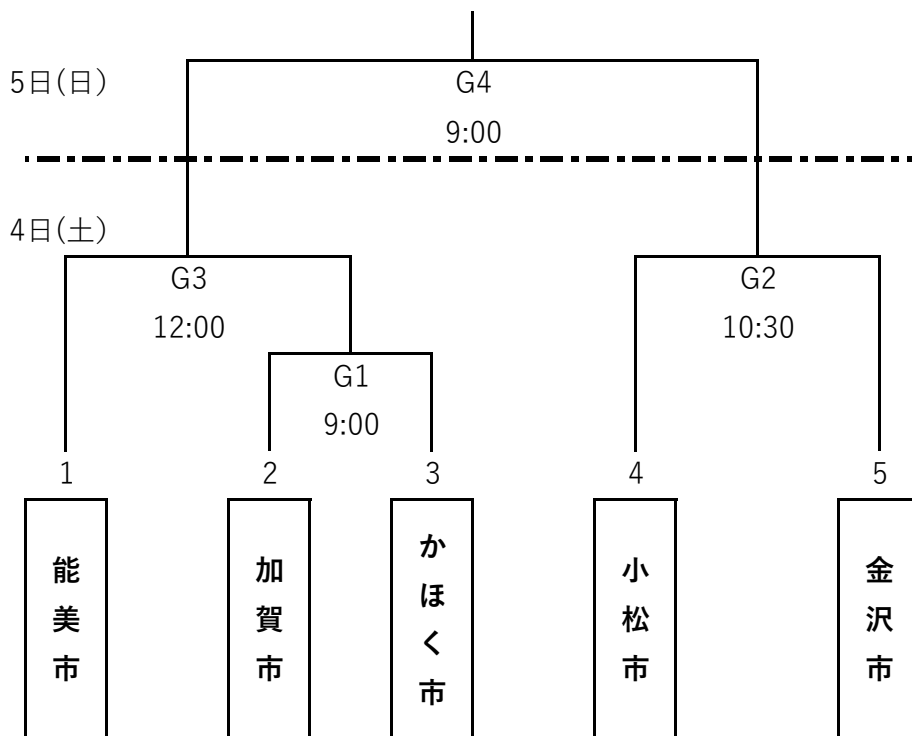 5日(日)
G4
9:00
4日(土)
G3
12:00
G2
10:30
G1
9:00
1
2
3
4
5
能美市
加賀市
かほく市
小松市
金沢市